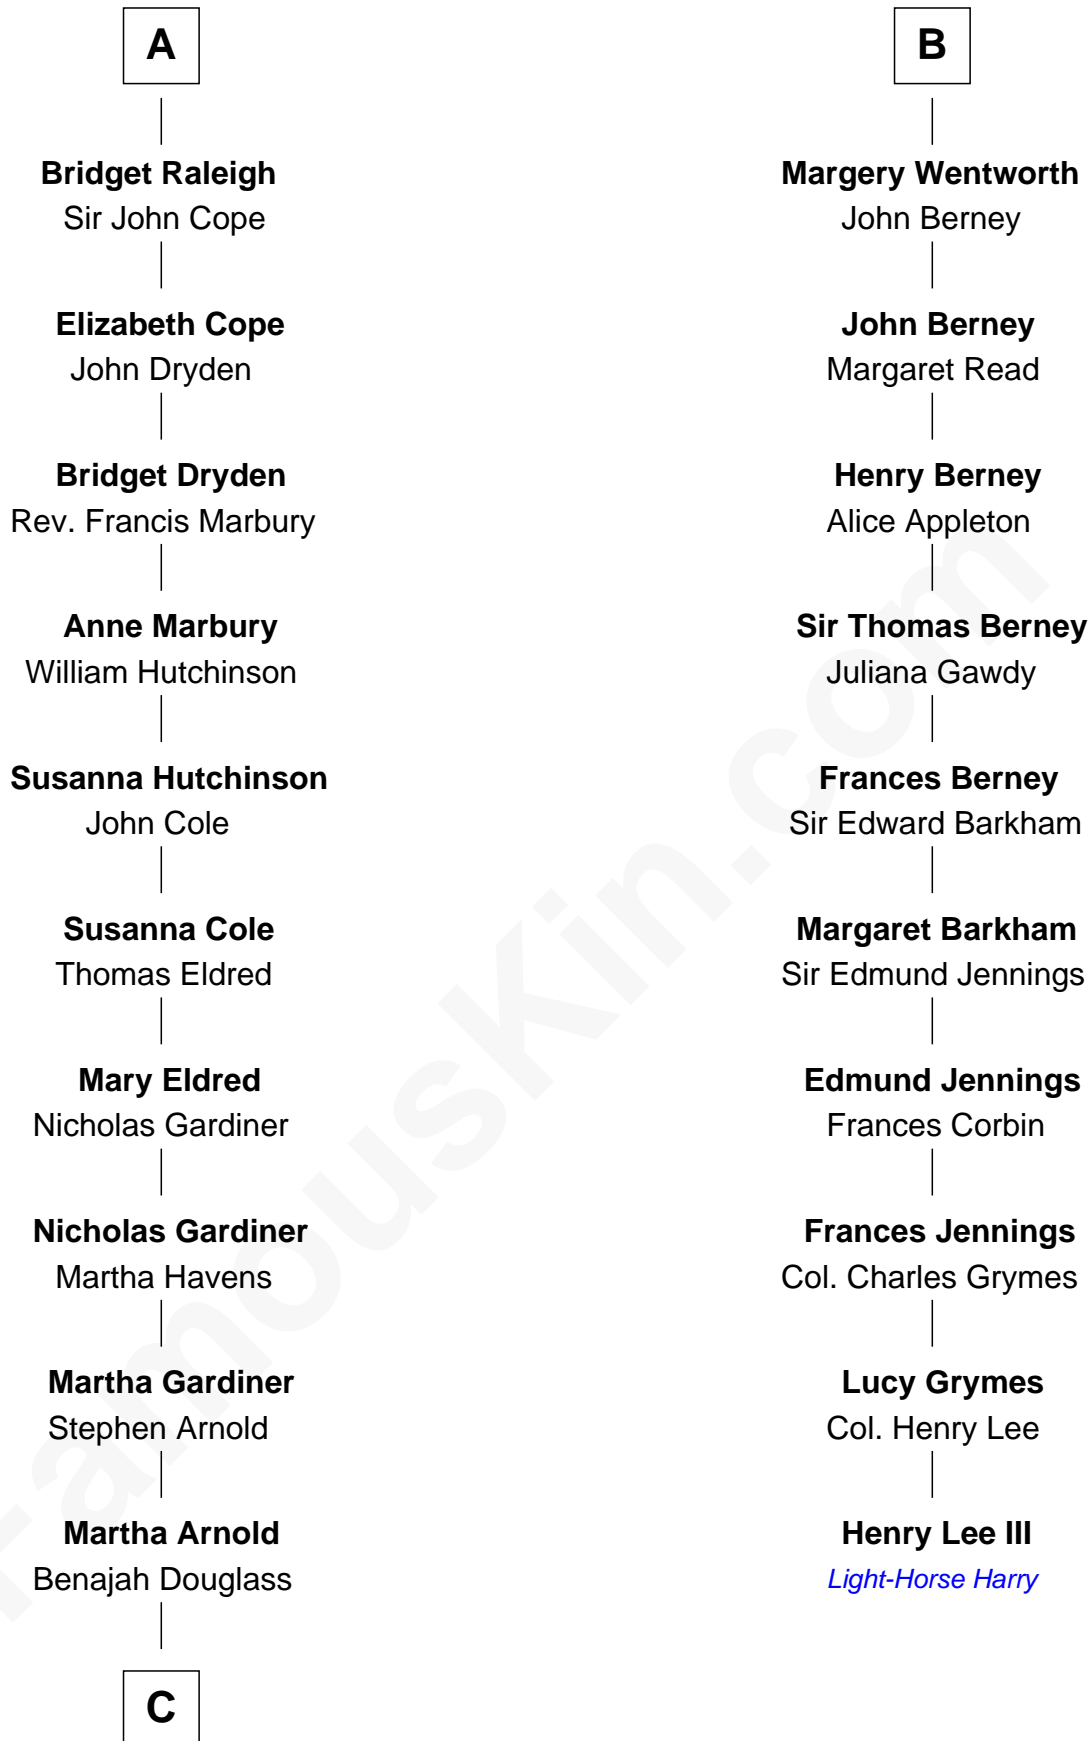 A
Bridget Raleigh
Sir John Cope
Elizabeth Cope
John Dryden
Bridget Dryden
Rev. Francis Marbury
Anne Marbury
William Hutchinson
Susanna Hutchinson
John Cole
Susanna Cole
Thomas Eldred
Mary Eldred
Nicholas Gardiner
Nicholas Gardiner
Martha Havens
Martha Gardiner
Stephen Arnold
Martha Arnold
Benajah Douglass
C
B
Margery Wentworth
John Berney
John Berney
Margaret Read
Henry Berney
Alice Appleton
Sir Thomas Berney
Juliana Gawdy
Frances Berney
Sir Edward Barkham
Margaret Barkham
Sir Edmund Jennings
Edmund Jennings
Frances Corbin
Frances Jennings
Col. Charles Grymes
Lucy Grymes
Col. Henry Lee
Henry Lee III
Light-Horse Harry
FamousKin.com